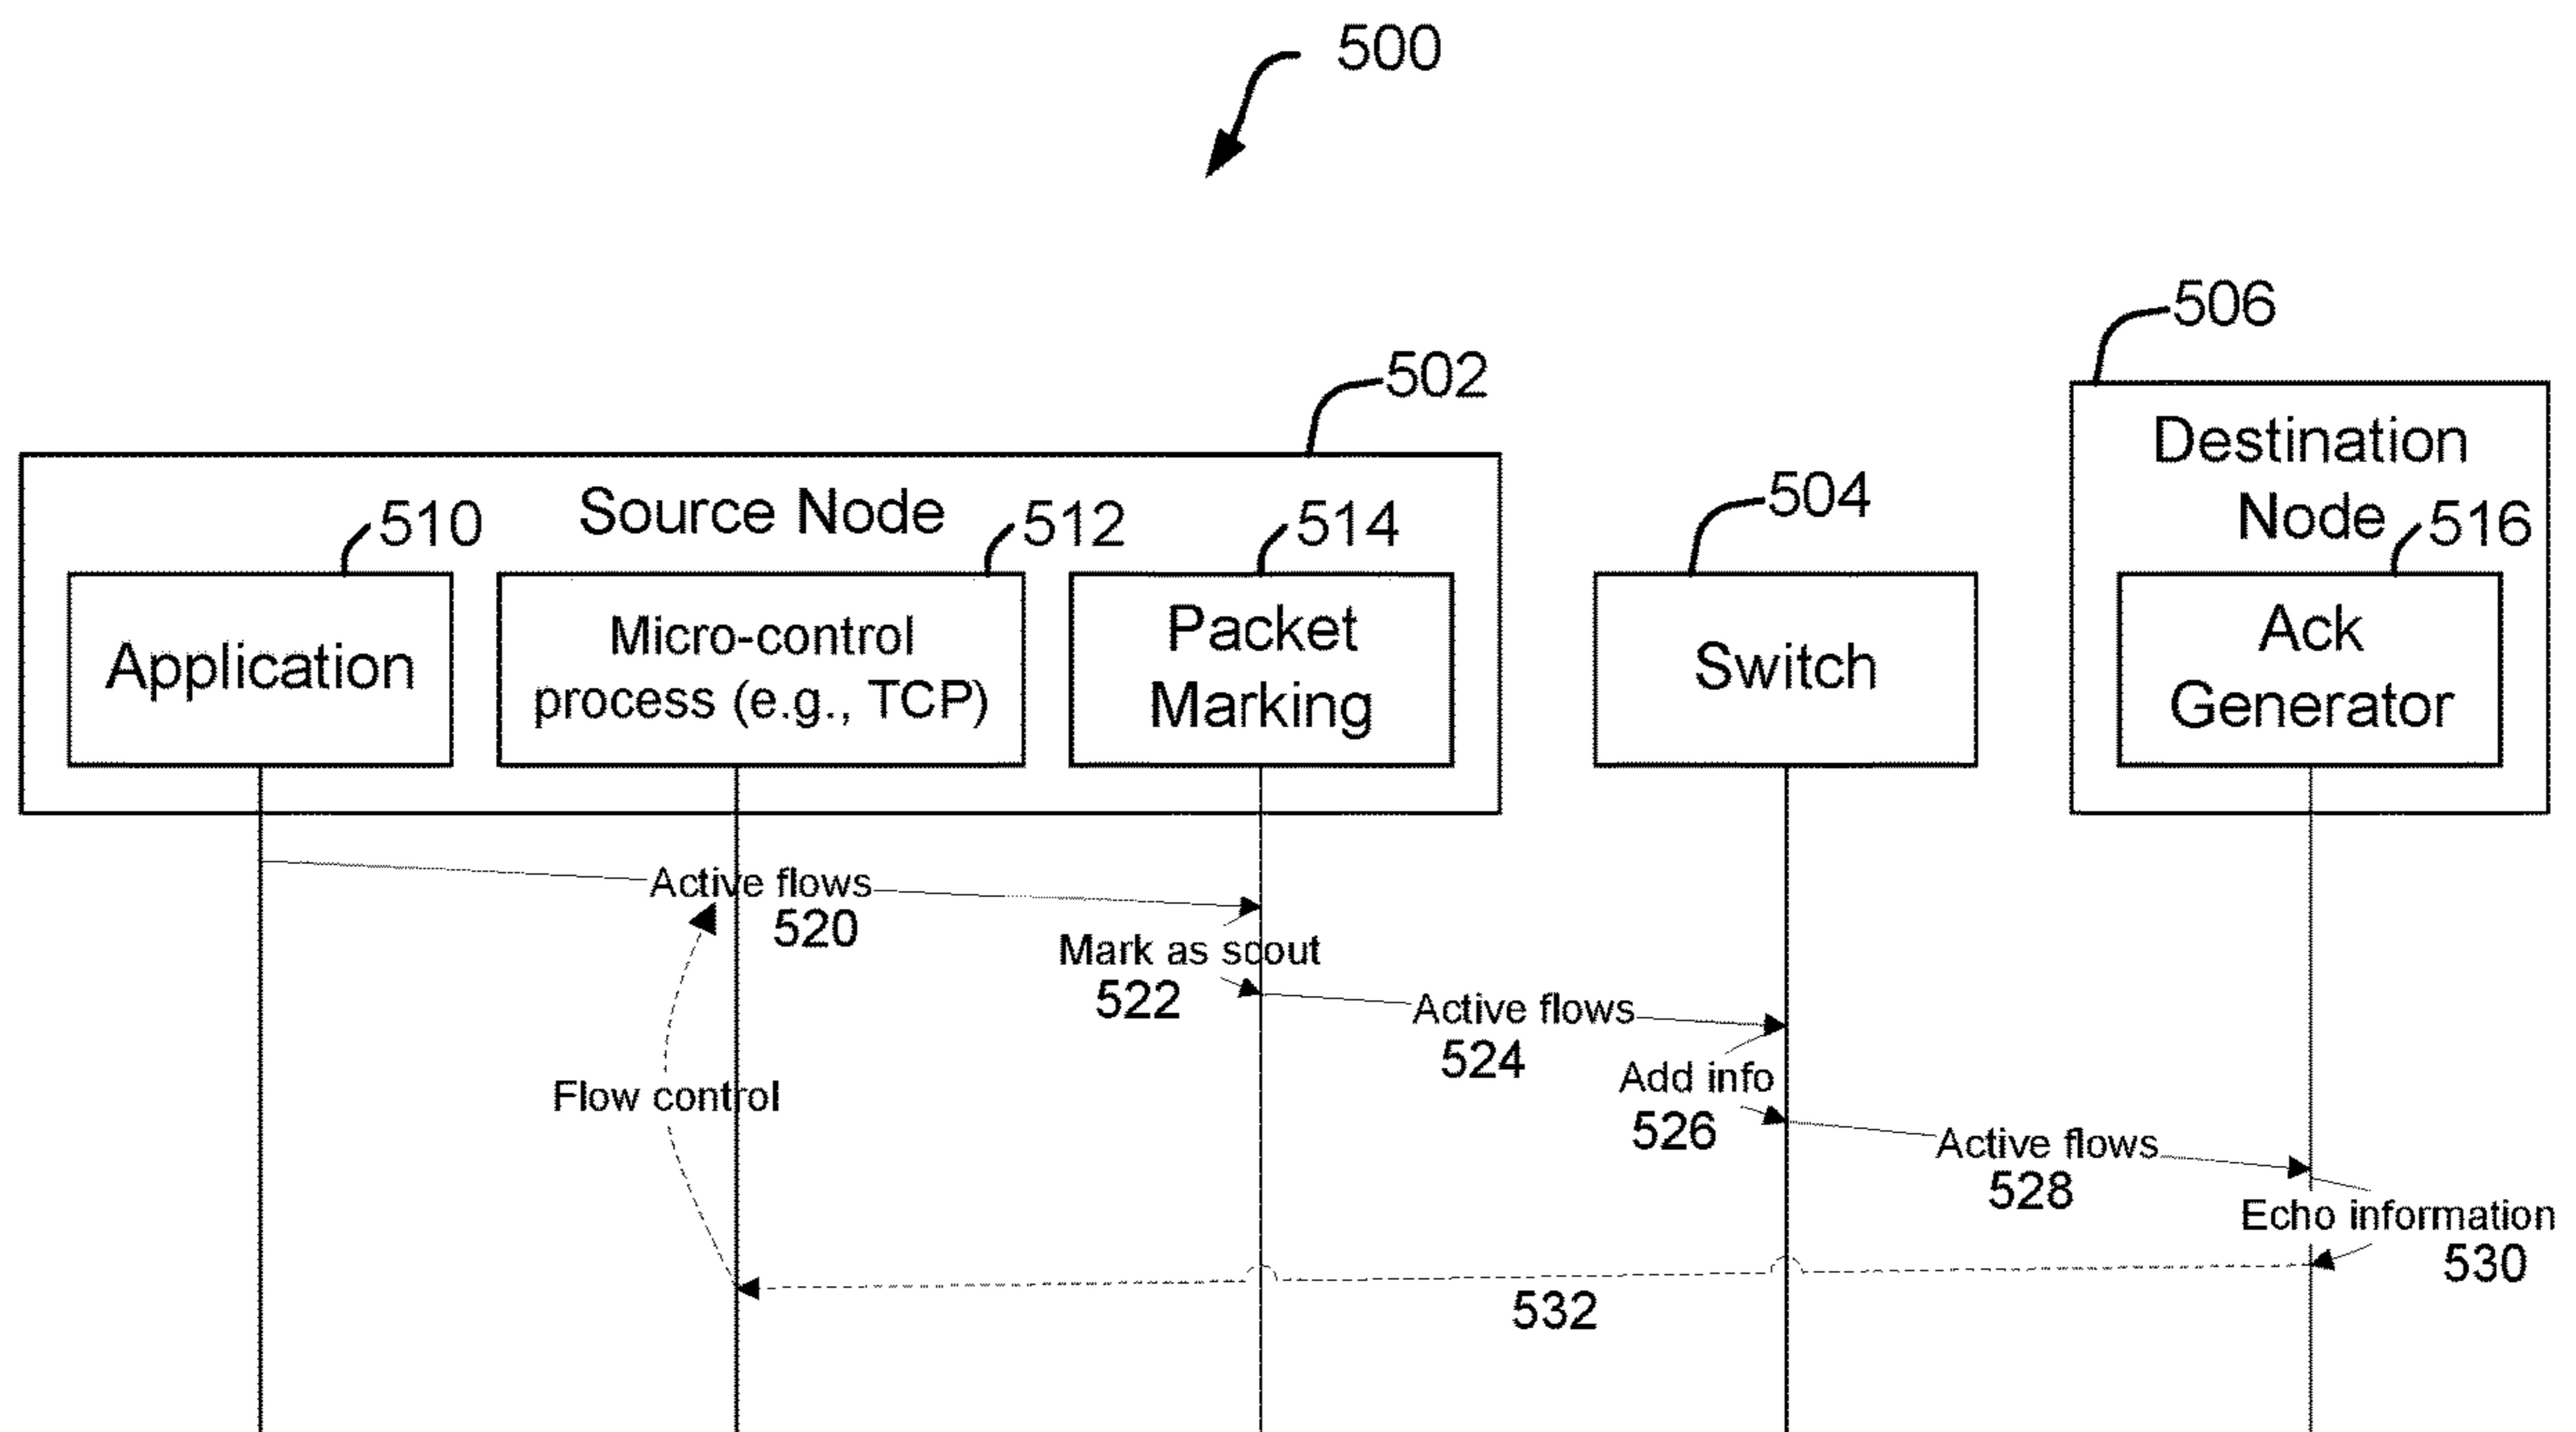 500
506
502
Destination
Node
504
Source Node
510
512
514
516
Application
Micro-control
process (e.g., TCP)
Packet
Marking
Switch
Ack
Generator
Active flows
520
Mark as scout
522
Active flows
524
Flow control
Add info
526
Active flows
528
Echo information
530
532